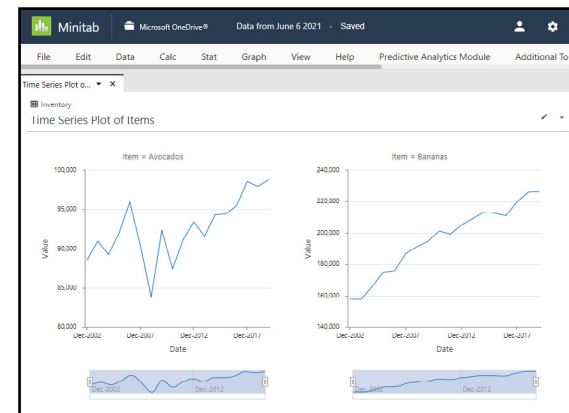 Minitab Microsoft OneDrive® Data from June 6 2021 - Saved
File Edit Data Calc Stat Graph View Help Predictive Analytics Module Additional To
Time Series Plot o... ×
Inventory
Time Series Plot of Items
Item = Avocados
100,000
95,000
90,000
85,000
80,000
Value
Dec-2002 Dec-2007 Dec-2012 Dec-2017
Date
Dec-2002 Dec-2012
Item = Bananas
240,000
220,000
200,000
180,000
160,000
140,000
Value
Dec-2002 Dec-2007 Dec-2012 Dec-2017
Date
Dec-2002 Dec-2012